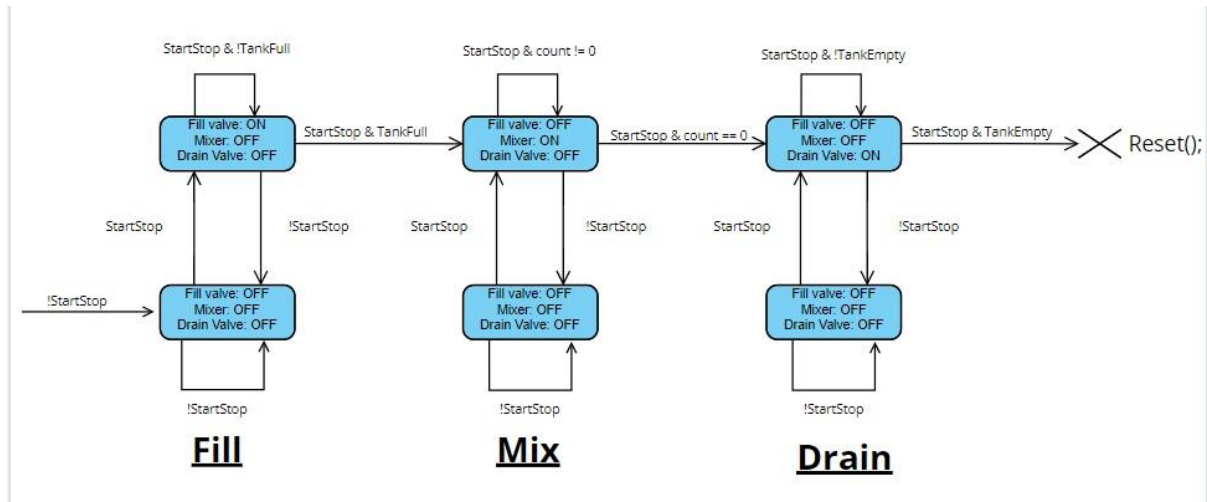 StartStop & !TankFull
StartStop & count != 0
StartStop & !TankEmpty
Fill valve: ON
Mixer: OFF
Drain Valve: OFF
StartStop & TankFull
Fill valve: OFF
Mixer: ON
Drain Valve: OFF
StartStop & count == 0
Fill valve: OFF
Mixer: OFF
Drain Valve: ON
StartStop & TankEmpty
Reset();
StartStop
!StartStop
StartStop
!StartStop
StartStop
!StartStop
!StartStop
Fill valve: OFF
Mixer: OFF
Drain Valve: OFF
Fill valve: OFF
Mixer: OFF
Drain Valve: OFF
Fill valve: OFF
Mixer: OFF
Drain Valve: OFF
!StartStop
!StartStop
!StartStop
Fill
Mix
Drain